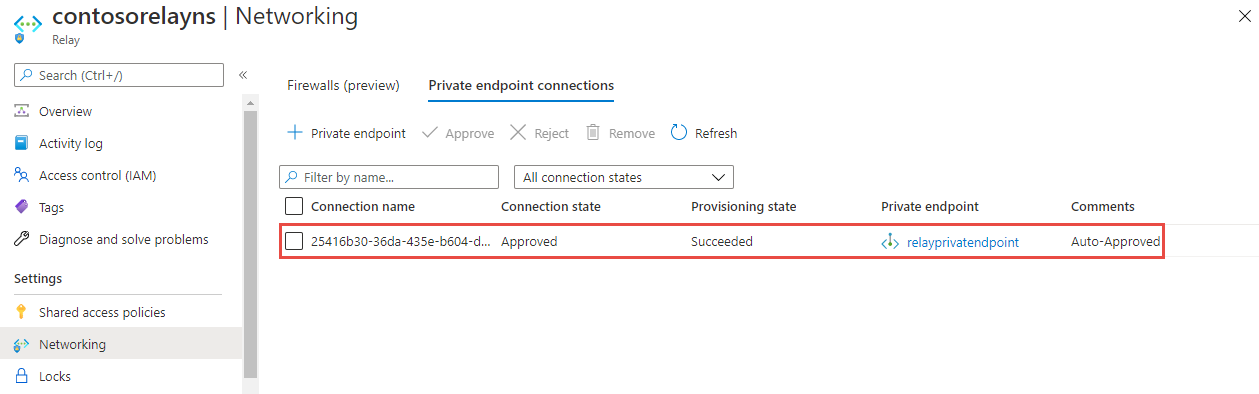 contosorelayns | Networking
Relay
Search (Ctrl+/)
«
Overview
Activity log
Access control (IAM)
Tags
Diagnose and solve problems
Settings
Shared access policies
Networking
Locks
Firewalls (preview) Private endpoint connections
+ Private endpoint Approve Reject Remove Refresh
Filter by name... All connection states
Connection name Connection state Provisioning state Private endpoint Comments
25416b30-36da-435e-b604-d... Approved Succeeded relayprivatendpoint Auto-Approved